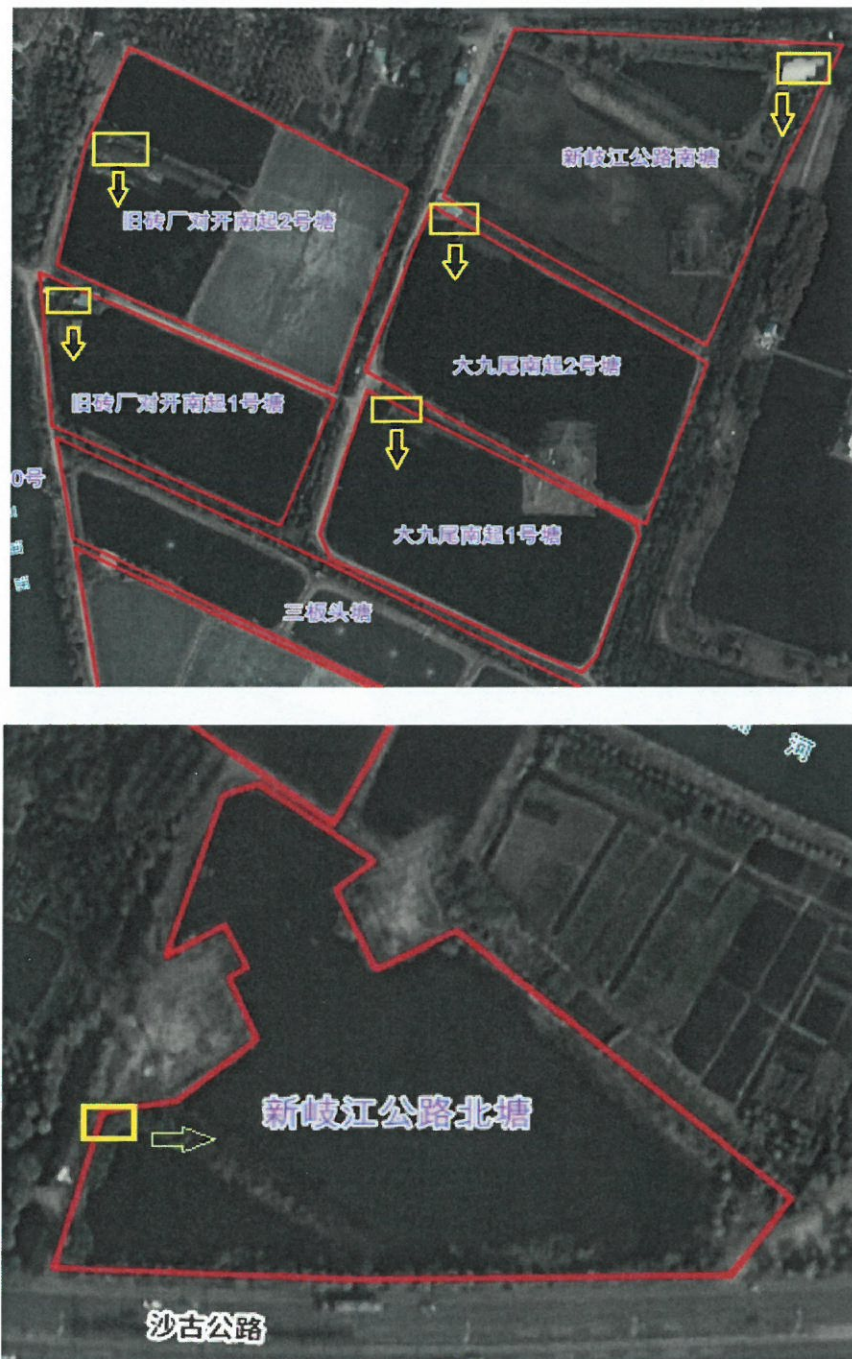 新岐江公路南塘
旧砖厂对开南起2号塘
大九尾南起2号塘
旧砖厂对开南起1号塘
0号
大九尾南起1号塘
三板头塘
河
新岐江公路北塘
沙古公路